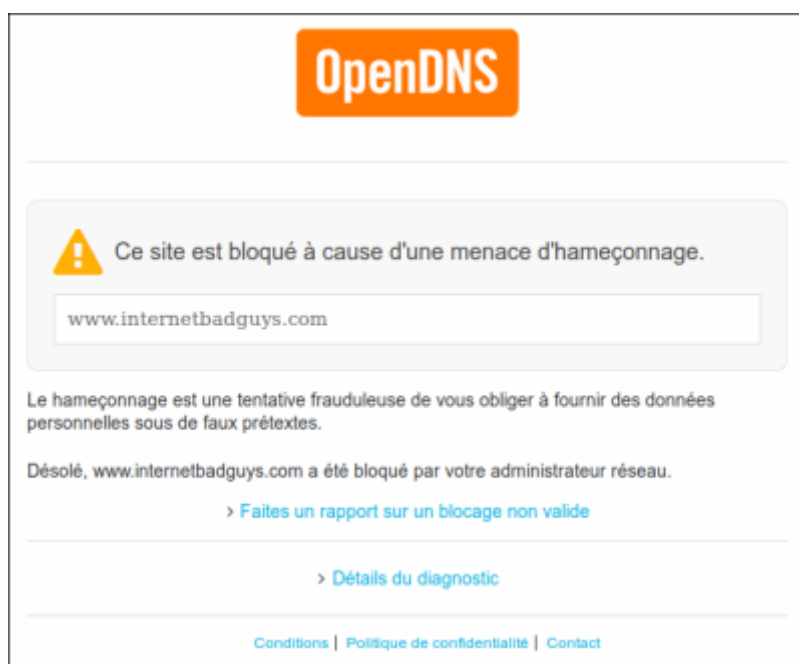 OpenDNS
Ce site est bloqué à cause d'une menace d'hameçonnage.
www.internetbadguys.com
Le hameçonnage est une tentative frauduleuse de vous obliger à fournir des données
personnelles sous de faux prétextes.
Désolé, www.internetbadguys.com a été bloqué par votre administrateur réseau.
> Faites un rapport sur un blocage non valide
> Détails du diagnostic
Conditions | Politique de confidentialité | Contact